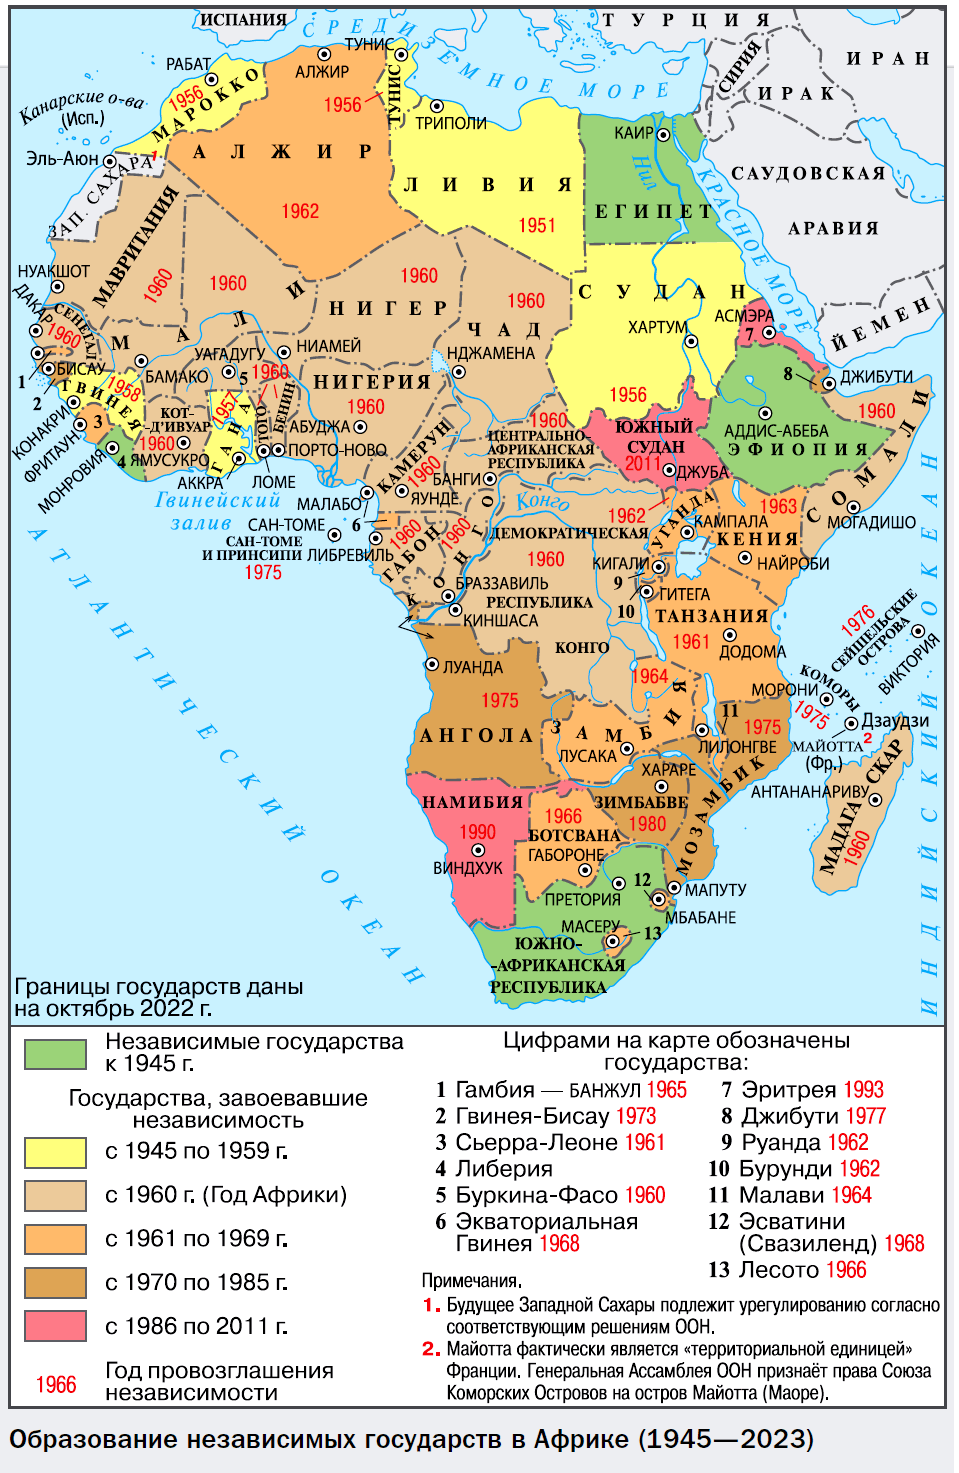 ИСПАНИЯ
СРЕДИЗЕМНОЕ МОРЕ
ТУРЦИЯ
СИРИЯ
ИРАН
ИРАК
РАБАТ
АЛЖИР
ТУНИС
ТУНИС
1956
Канарские о-ва
(Исп.)
1956
МАРОККО
ТРИПОЛИ
КАИР
Эль-Аюн
ЗАП. САХАРА
1
АЛЖИР
1962
ЛИВИЯ
1951
Нил
ЕГИПЕТ
КРАСНОЕ МОРЕ
САУДОВСКАЯ
АРАВИЯ
ЙЕМЕН
НУАКШОТ
МАВРИТАНИЯ
1960
1960
МАЛИ
1960
НИГЕР
1960
ЧАД
СУДАН
ХАРТУМ
1956
АСМЭРА
7
8
ДЖИБУТИ
ДАКАР
СЕНЕГАЛ
1960
БИСАУ
1
2
ГВИНЕЯ
1958
БАМАКО
УАГАДУГУ
5
НИАМЕЙ
1960
НДЖАМЕНА
НИГЕРИЯ
1960
АБУДЖА
КОНАКРИ
ФРИТАУН
3
МОНРОВИЯ
4
КОТ-
-Д'ИВУАР
1960
ЯМУСУКРО
1957
ГАНА
АККРА
ТОГО
БЕНИН
ЛОМЕ
ПОРТО-НОВО
Гвинейский
залив
КАМЕРУН
1960
ЯУНДЕ
1960
ЦЕНТРАЛЬНО-
АФРИКАНСКАЯ
РЕСПУБЛИКА
БАНГИ
ЮЖНЫЙ
СУДАН
2011
ДЖУБА
АДДИС-АБЕБА
ЭФИОПИЯ
1960
СОМАЛИ
МОГАДИШО
МАЛАБО
6
САН-ТОМЕ
САН-ТОМЕ
И ПРИНСИПИ
1975
ЛИБРЕВИЛЬ
1960
ГАБОН
1960
КОНГО
Конго
ДЕМОКРАТИЧЕСКАЯ
1960
РЕСПУБЛИКА
КОНГО
БРАЗЗАВИЛЬ
КИНШАСА
1962
УГАНДА
КАМПАЛА
1963
КЕНИЯ
НАЙРОБИ
КИГАЛИ
9
10
ГИТЕГА
ТАНЗАНИЯ
1961
ДОДОМА
1976
СЕЙШЕЛЬСКИЕ
ОСТРОВА
ВИКТОРИЯ
ЛУАНДА
1975
АНГОЛА
1964
ЗАМБИЯ
ЛУСАКА
11
ЛИЛОНГВЕ
1975
МОЗАМБИК
МОРОНИ
КОМОРЫ
1975
Дзаудзи
МАЙОТТА 2
(Фр.)
АНТАНАНАРИВУ
МАДАГАСКАР
1960
НАМИБИЯ
1990
ВИНДХУК
1966
БОТСВАНА
ГАБОРОНЕ
ХАРАРЕ
ЗИМБАБВЕ
1980
ПРЕТОРИЯ
12
МАПУТУ
МБАБАНЕ
МАСЕРУ
13
ЮЖНО-
-АФРИКАНСКАЯ
РЕСПУБЛИКА
АТЛАНТИЧЕСКИЙ ОКЕАН
ИНДИЙСКИЙ ОКЕАН
Границы государств даны
на октябрь 2022 г.
Независимые государства
к 1945 г.
Государства, завоевавшие
независимость
с 1945 по 1959 г.
с 1960 г. (Год Африки)
с 1961 по 1969 г.
с 1970 по 1985 г.
с 1986 по 2011 г.
1966 Год провозглашения
независимости
Цифрами на карте обозначены
государства:
1 Гамбия — БАНЖУЛ 1965
2 Гвинея-Бисау 1973
3 Сьерра-Леоне 1961
4 Либерия
5 Буркина-Фасо 1960
6 Экваториальная
Гвинея 1968
7 Эритрея 1993
8 Джибути 1977
9 Руанда 1962
10 Бурунди 1962
11 Малави 1964
12 Эсватини
(Свазиленд) 1968
13 Лесото 1966
Примечания.
1. Будущее Западной Сахары подлежит урегулированию согласно
соответствующим решениям ООН.
2. Майотта фактически является «территориальной единицей»
Франции. Генеральная Ассамблея ООН признаёт права Союза
Коморских Островов на остров Майотта (Маоре).
Образование независимых государств в Африке (1945—2023)